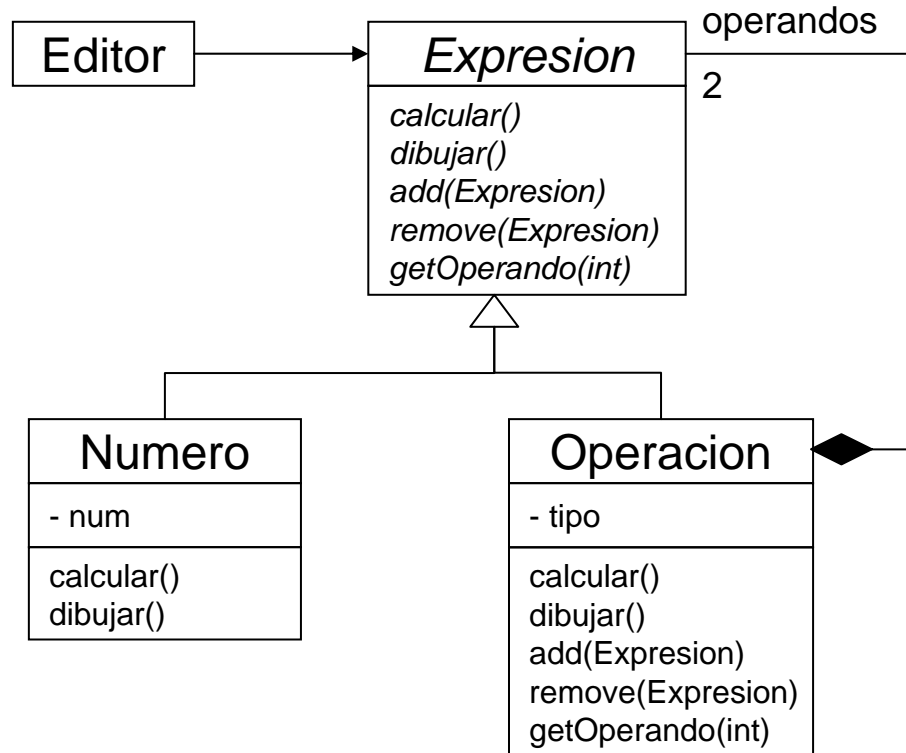 Editor
Expresion
operandos
2
calcular()
dibujar()
add(Expresion)
remove(Expresion)
getOperando(int)
Numero
- num
calcular()
dibujar()
Operacion
- tipo
calcular()
dibujar()
add(Expresion)
remove(Expresion)
getOperando(int)